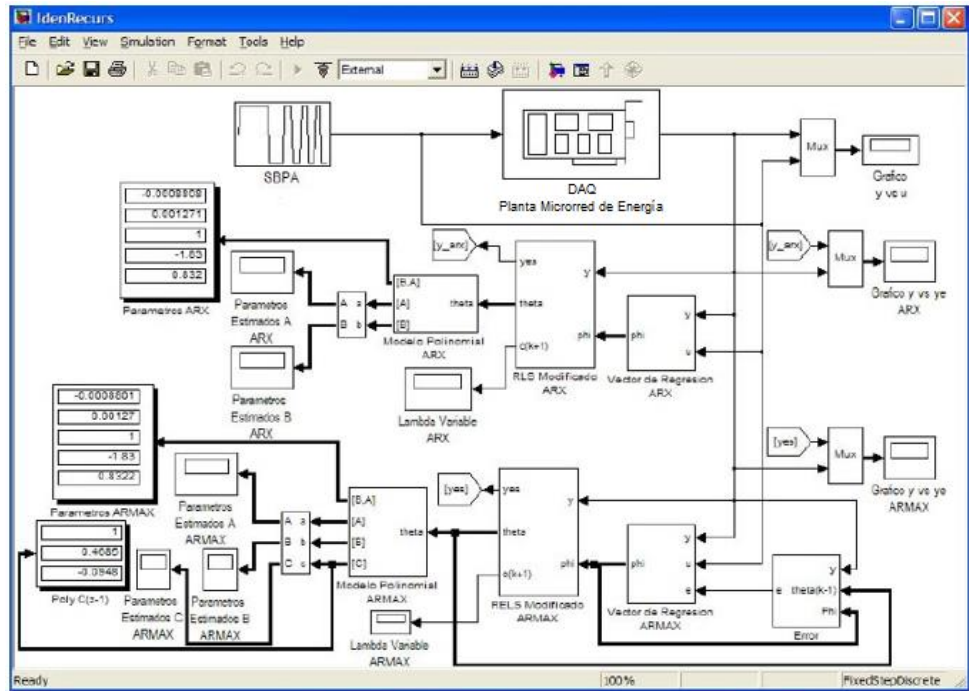 IdenRecurs
File Edit View Simulation Format Tools Help
External
SBPA
DAQ
Planta Microrred de Energía
Mux
Grafico
y vs u
-0.0008808
0.001271
1
-1.83
0.832
Parametros ARX
Parametros
Estimados A
ARX
Parametros
Estimados B
ARX
A a
B b
[B,A]
[A]
[B]
theta
Modelo Polinomial
ARX
[y_arx]
yes
theta
c(k+1)
y
phi
RLS Modificado
ARX
Lambda Variable
ARX
phi
y
u
Vector de Regresion
ARX
[y_arx]
Mux
Grafico y vs ye
ARX
-0.0008801
0.00127
1
-1.83
0.8322
Parametros ARMAX
1
0.4085
-0.0948
Poly C(z-1)
Parametros
Estimados A
ARMAX
Parametros
Estimados C
ARMAX
Parametros
Estimados B
ARMAX
A a
B b
C c
[B,A]
[A]
[B]
[C]
theta
Modelo Polinomial
ARMAX
Lambda Variable
ARMAX
[yes]
yes
theta
c(k+1)
y
phi
RELS Modificado
ARMAX
phi
y
u
e
Vector de Regresion
ARMAX
[yes]
Mux
Grafico y vs ye
ARMAX
e
y
theta(k-1)
Phi
Error
Ready
100%
FixedStepDiscrete